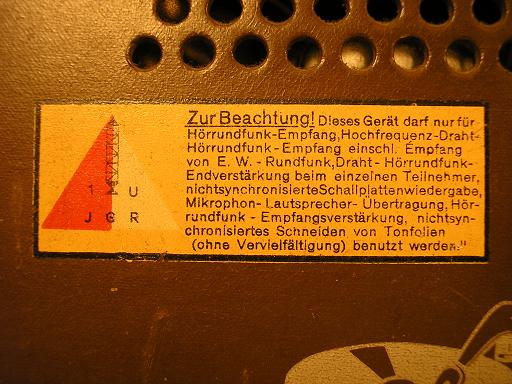 Zur Beachtung! Dieses Gerät darf nur für
Hörrundfunk-Empfang, Hochfrequenz-Draht-
Hörrundfunk-Empfang einschl. Empfang
von E. W.-Rundfunk, Draht-Hörrundfunk-
Endverstärkung beim einzelnen Teilnehmer,
nichtsynchronisierte Schallplattenwiedergabe,
Mikrophon-Lautsprecher-Übertragung, Hör-
rundfunk-Empfangsverstärkung, nichtsyn-
chronisiertes Schneiden von Tonfolien
(ohne Vervielfältigung) benutzt werden."
1 U
J G R